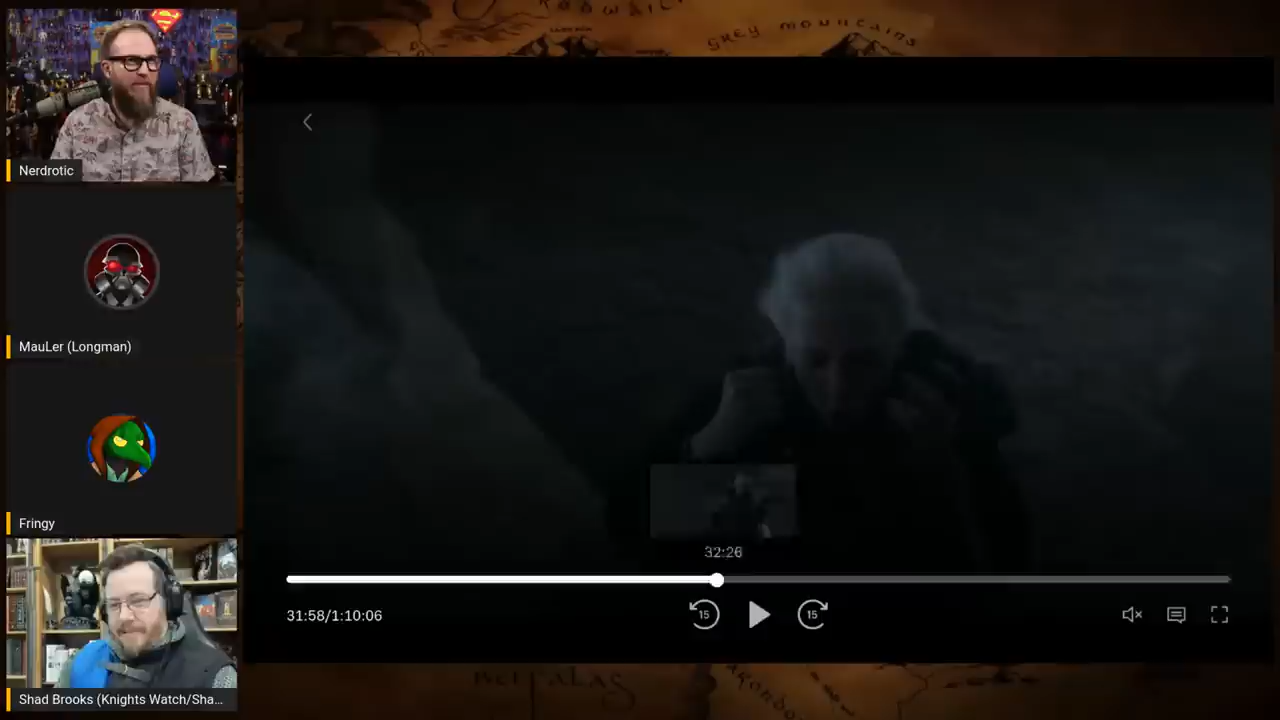 GREY MOUNTAINS
Nerdrotic
MauLer (Longman)
Fringy
32:26
31:58/1:10:06
15
15
Shad Brooks (Knights Watch/Sha...